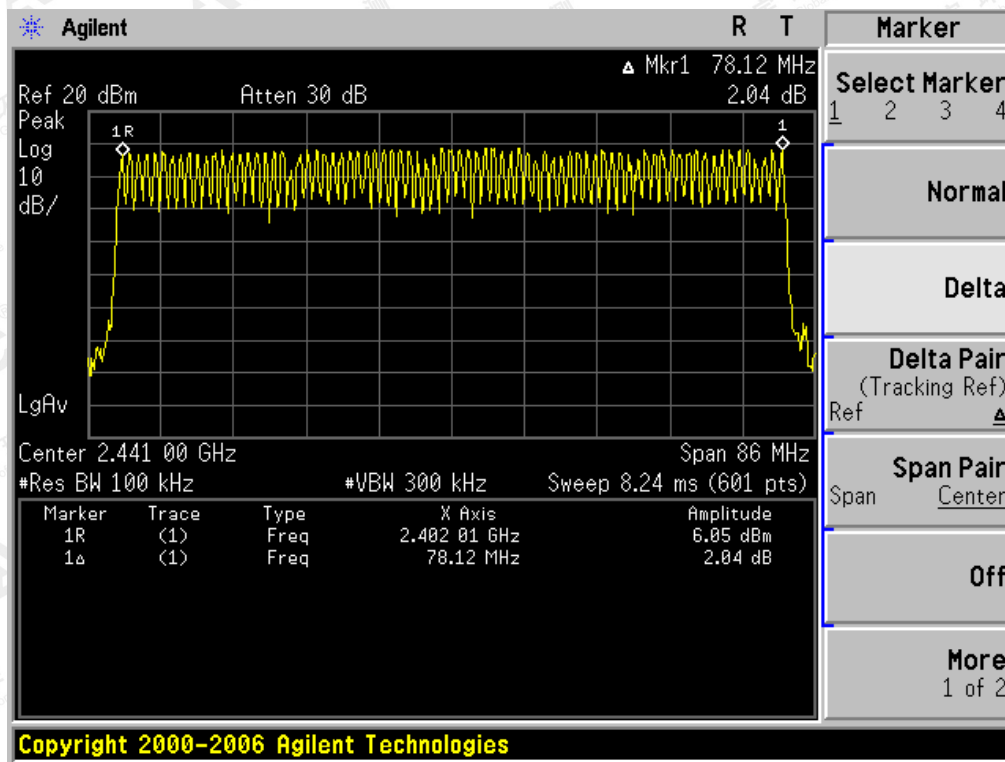 Agilent R T
Marker
△ Mkr1 78.12 MHz
Ref 20 dBm Atten 30 dB 2.04 dB
Peak
Log
10
dB/
1R
1
LgAv
Center 2.441 00 GHz Span 86 MHz
#Res BW 100 kHz #VBW 300 kHz Sweep 8.24 ms (601 pts)
Marker Trace Type X Axis Amplitude
1R (1) Freq 2.402 01 GHz 6.05 dBm
1△ (1) Freq 78.12 MHz 2.04 dB
Select Marker
1 2 3 4
Normal
Delta
Delta Pair
(Tracking Ref)
Ref △
Span Pair
Span Center
Off
More
1 of 2
Copyright 2000-2006 Agilent Technologies